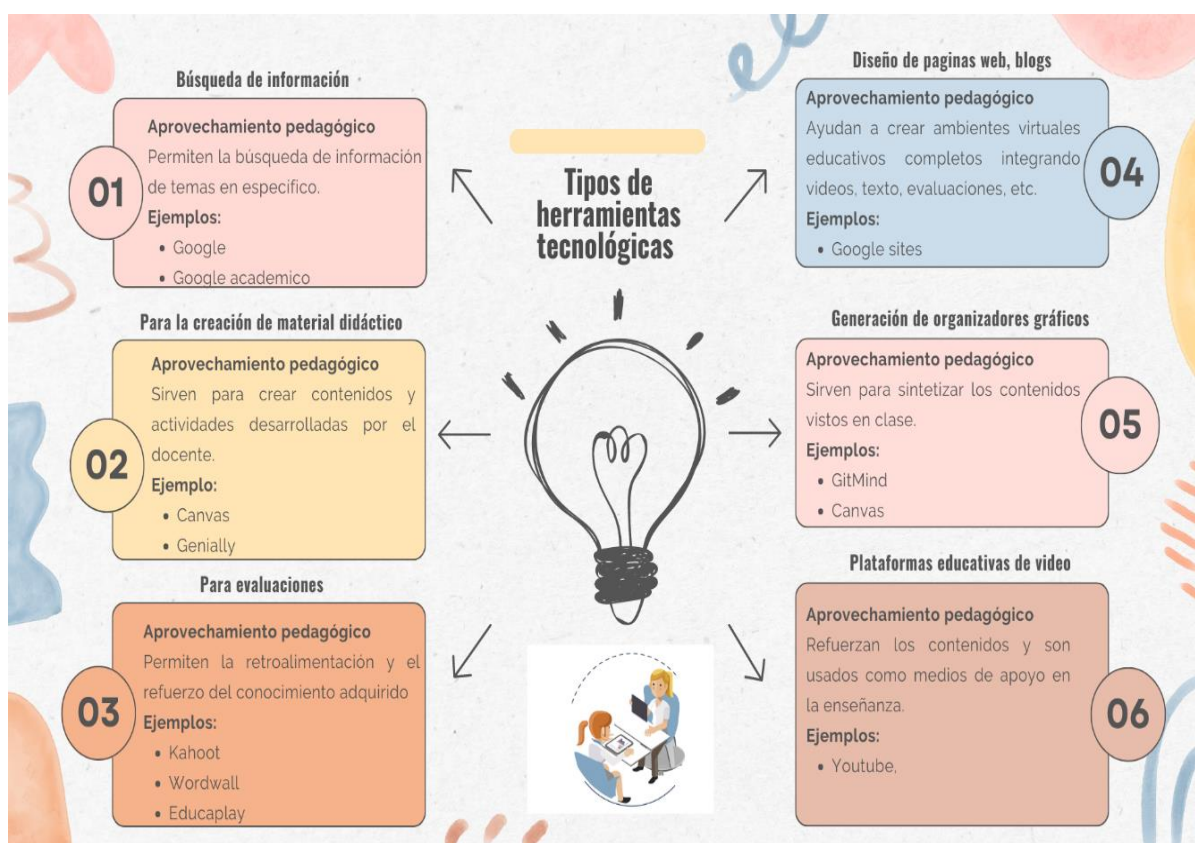 Tipos de
herramientas
tecnológicas
Búsqueda de información
01
Aprovechamiento pedagógico
Permiten la búsqueda de información
de temas en especifico.
Ejemplos:
• Google
• Google academico
Para la creación de material didáctico
02
Aprovechamiento pedagógico
Sirven para crear contenidos y
actividades desarrolladas por el
docente.
Ejemplo:
• Canvas
• Genially
Para evaluaciones
03
Aprovechamiento pedagógico
Permiten la retroalimentación y el
refuerzo del conocimiento adquirido
Ejemplos:
• Kahoot
• Wordwall
• Educaplay
Diseño de paginas web, blogs
04
Aprovechamiento pedagógico
Ayudan a crear ambientes virtuales
educativos completos integrando
videos, texto, evaluaciones, etc.
Ejemplos:
• Google sites
Generación de organizadores gráficos
05
Aprovechamiento pedagógico
Sirven para sintetizar los contenidos
vistos en clase.
Ejemplos:
• GitMind
• Canvas
Plataformas educativas de video
06
Aprovechamiento pedagógico
Refuerzan los contenidos y son
usados como medios de apoyo en
la enseñanza.
Ejemplos:
• Youtube,